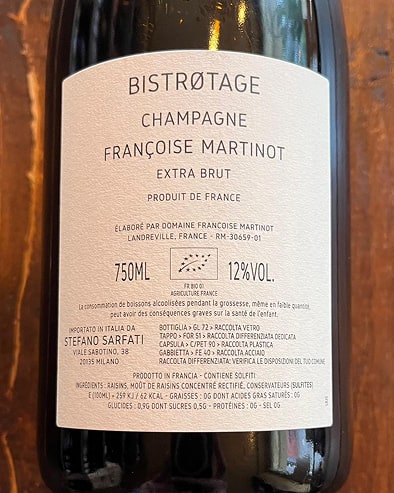 BISTRØTAGE
CHAMPAGNE
FRANÇOISE MARTINOT
EXTRA BRUT
PRODUIT DE FRANCE
ÉLABORÉ PAR DOMAINE FRANCOISE MARTINOT
LANDREVILLE, FRANCE - RM-30659-01
750ML 12%VOL.
FR BIO 01
AGRICULTURE FRANCE
La consommation de boissons alcoolisées pendant la grossesse, même en faible quantité,
peut avoir des conséquences graves sur la santé de l'enfant.
IMPORTATO IN ITALIA DA
STEFANO SARFATI
VIALE SABOTINO, 38
20135 MILANO
BOTTIGLIA > GL 72 > RACCOLTA VETRO
TAPPO > FOR 51 > RACCOLTA DIFFERENZIATA DEDICATA
CAPSULA > C/PET 90 > RACCOLTA PLASTICA
GABBIETTA > FE 40 > RACCOLTA ACCIAIO
RACCOLTA DIFFERENZIATA: VERIFICA LE DISPOSIZIONI DEL TUO COMUNE
PRODOTTO IN FRANCIA - CONTIENE SOLFITI
INGRÉDIENTS : RAISINS, MOÛT DE RAISINS CONCENTRÉ RECTIFIÉ, CONSERVATEURS (SULFITES)
E (100ML) = 259 KJ / 62 KCAL - GRAISSES : 0G DONT ACIDES GRAS SATURÉS : 0G
GLUCIDES : 0,9G DONT SUCRES 0,5G - PROTÉINES : 0G - SEL 0G